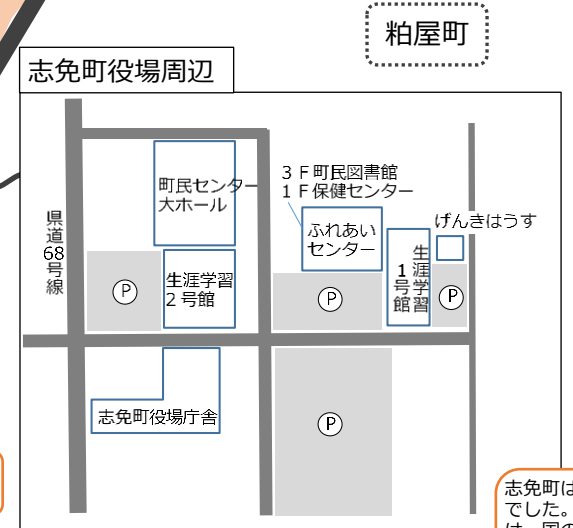 粕屋町
志免町役場周辺
県道68号線
町民センター
大ホール
３Ｆ町民図書館
１Ｆ保健センター
ふれあい
センター
げんきはうす
生涯学習
１号館
生涯学習
２号館
P
P
P
志免町役場庁舎
P
志免町は
でした。